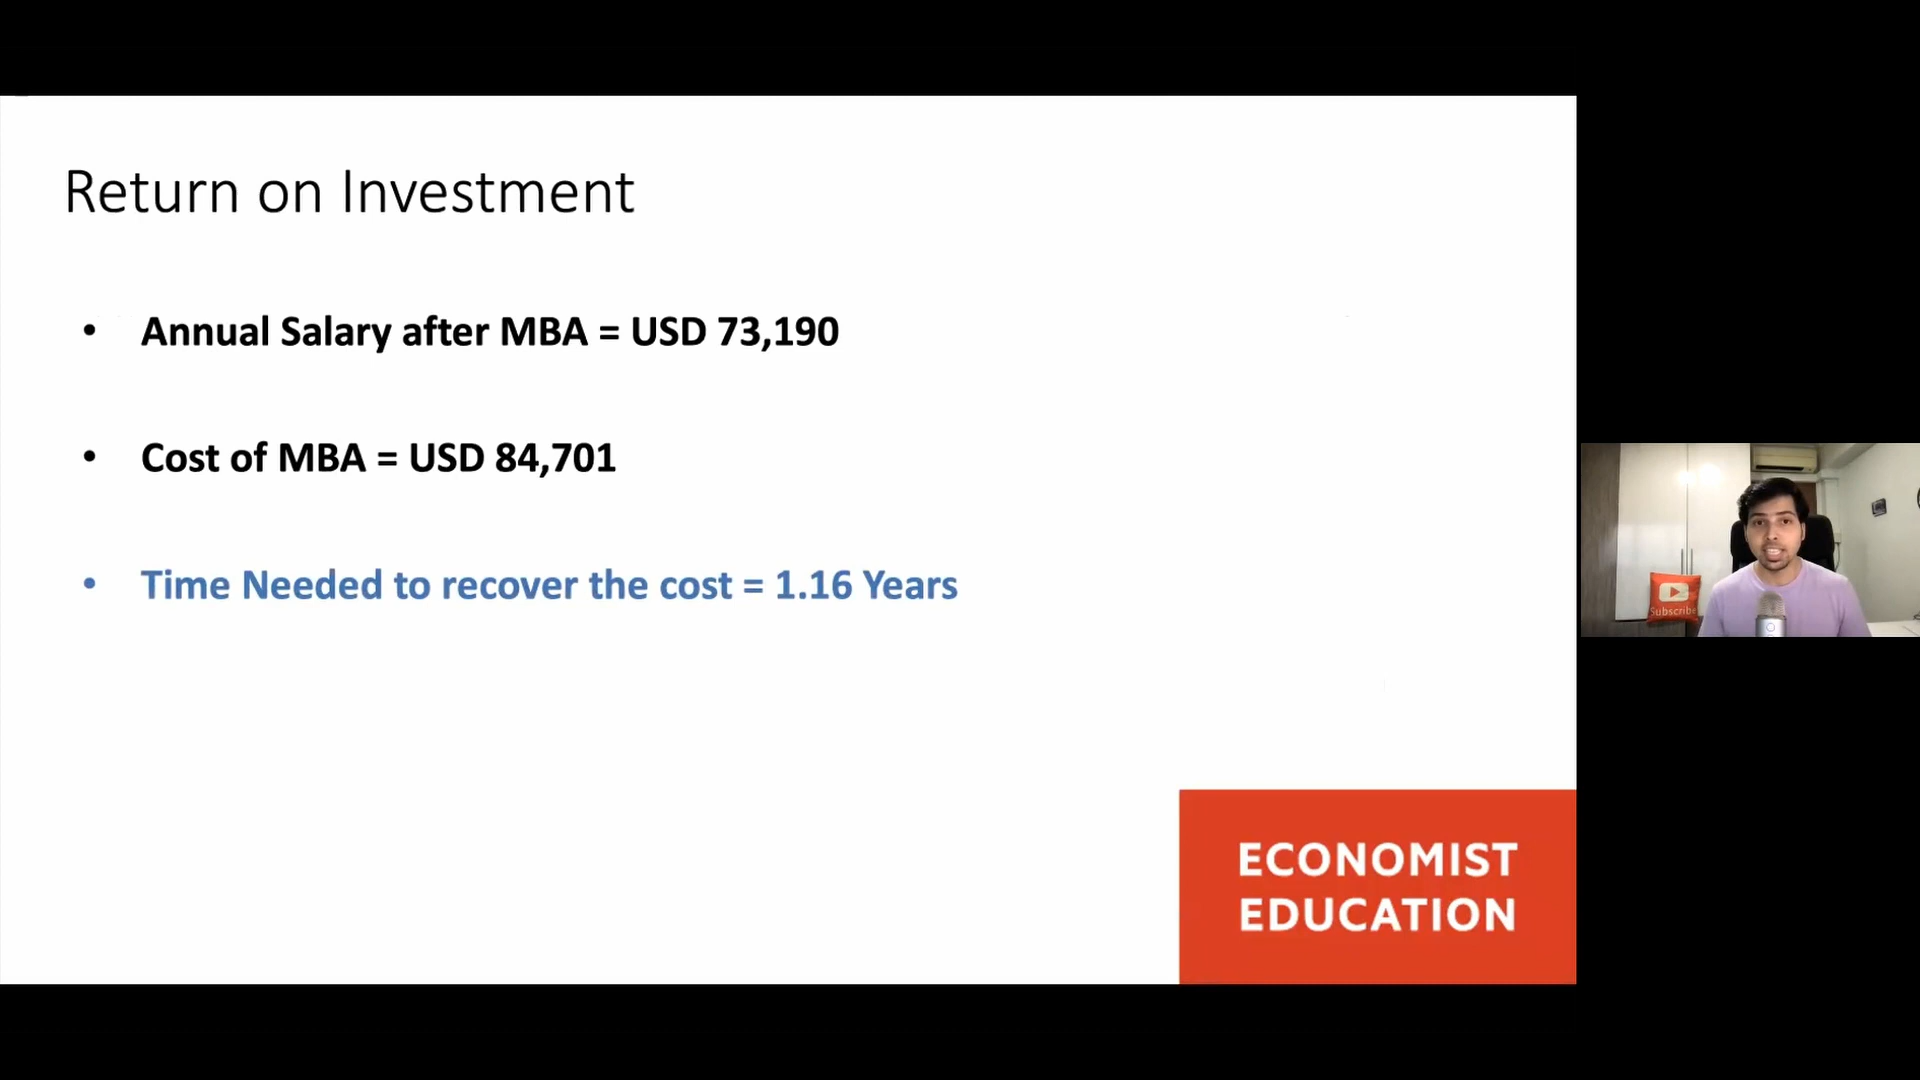 Return on Investment
• Annual Salary after MBA = USD 73,190
• Cost of MBA = USD 84,701
• Time Needed to recover the cost = 1.16 Years
Subscribe
ECONOMIST
EDUCATION